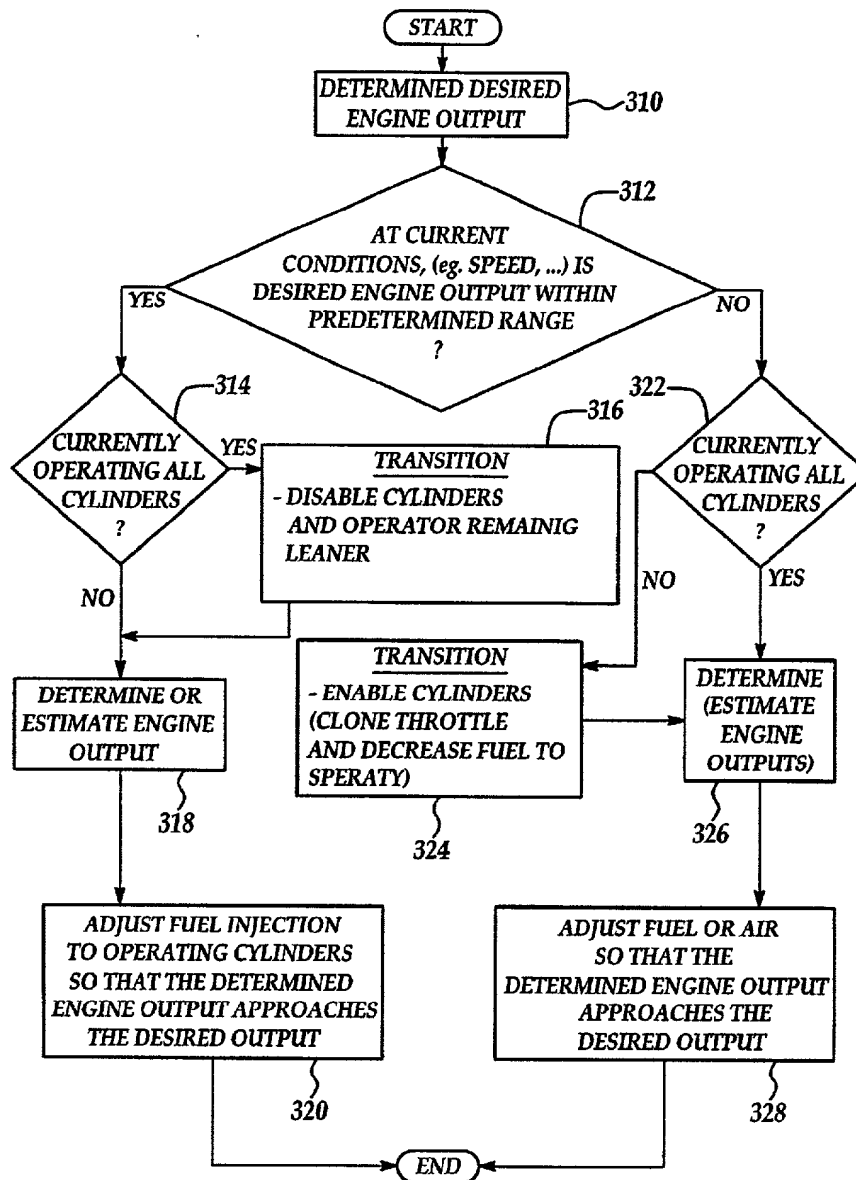 START
DETERMINED DESIRED
ENGINE OUTPUT
310
312
AT CURRENT
CONDITIONS, (eg. SPEED, ...) IS
DESIRED ENGINE OUTPUT WITHIN
PREDETERMINED RANGE
?
YES
NO
314
CURRENTLY
OPERATING ALL
CYLINDERS
?
YES
NO
316
TRANSITION
- DISABLE CYLINDERS
AND OPERATOR REMAINIG
LEANER
322
CURRENTLY
OPERATING ALL
CYLINDERS
?
NO
YES
DETERMINE OR
ESTIMATE ENGINE
OUTPUT
318
TRANSITION
- ENABLE CYLINDERS
(CLONE THROTTLE
AND DECREASE FUEL TO
SPERATY)
324
DETERMINE
(ESTIMATE
ENGINE
OUTPUTS)
326
ADJUST FUEL INJECTION
TO OPERATING CYLINDERS
SO THAT THE DETERMINED
ENGINE OUTPUT APPROACHES
THE DESIRED OUTPUT
320
ADJUST FUEL OR AIR
SO THAT THE
DETERMINED ENGINE OUTPUT
APPROACHES THE
DESIRED OUTPUT
328
END